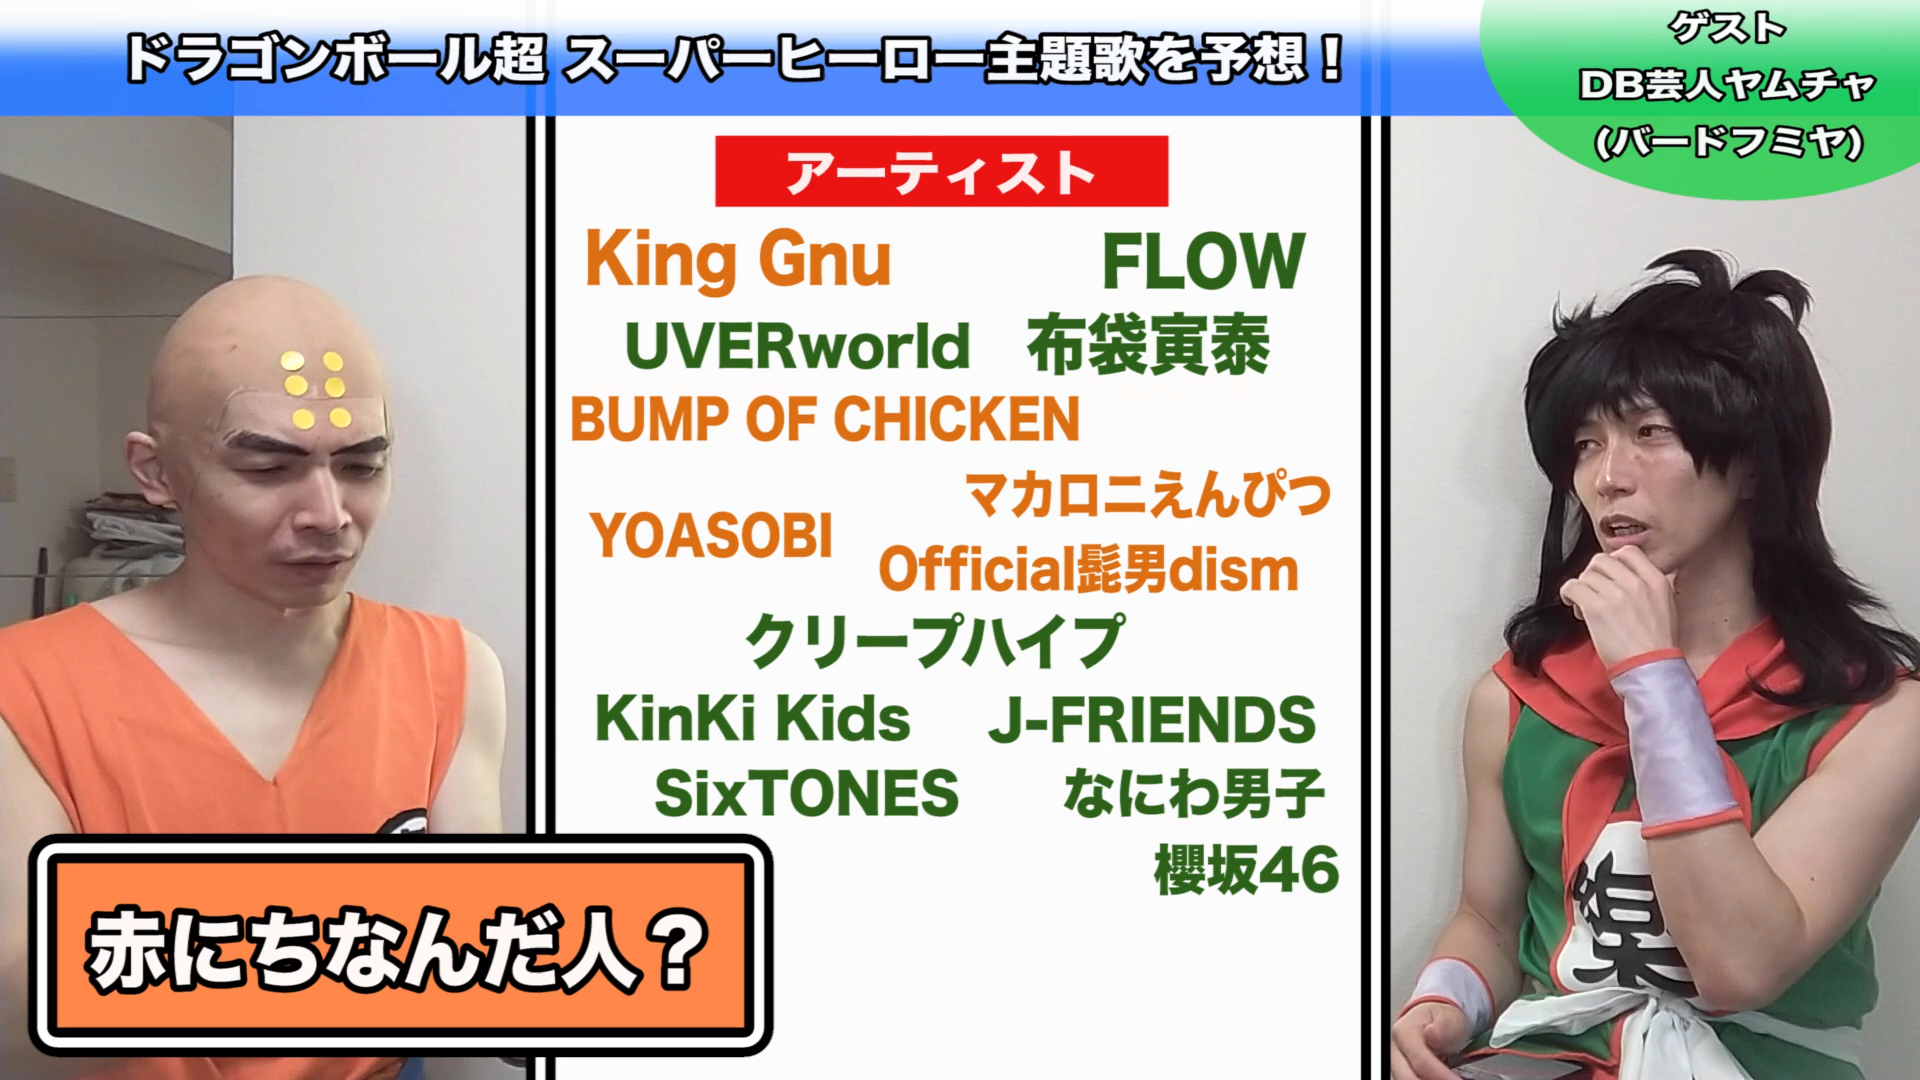 ドラゴンボール超 スーパーヒーロー主題歌を予想！
ゲスト
DB芸人ヤムチャ
(バードフミヤ)
アーティスト
King Gnu
FLOW
UVERworld
布袋寅泰
BUMP OF CHICKEN
マカロニえんぴつ
YOASOBI
Official髭男dism
クリープハイプ
KinKi Kids
J-FRIENDS
SixTONES
なにわ男子
櫻坂46
赤にちなんだ人？